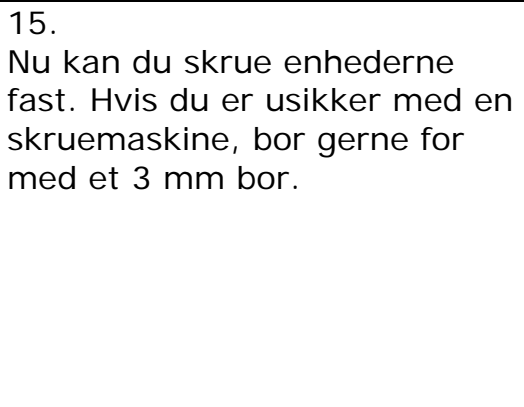 15.
Nu kan du skrue enhederne
fast. Hvis du er usikker med en
skruemaskine, bor gerne for
med et 3 mm bor.